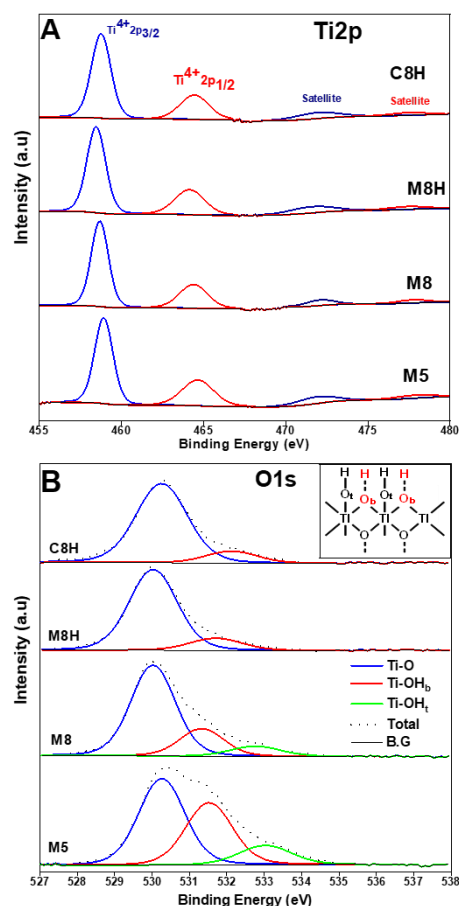 A
Ti2p
Ti4+2p3/2
Ti4+2p1/2
C8H
Satellite
Satellite
M8H
M8
M5
Intensity (a.u)
455 460 465 470 475 480
Binding Energy (eV)
B
O1s
H H H H
Ot Ob Ot Ob
Ti Ti Ti
O O
C8H
M8H
Ti-O
Ti-OHb
Ti-OHt
Total
B.G
M8
M5
Intensity (a.u)
527 528 529 530 531 532 533 534 535 536 537 538
Binding Energy (eV)